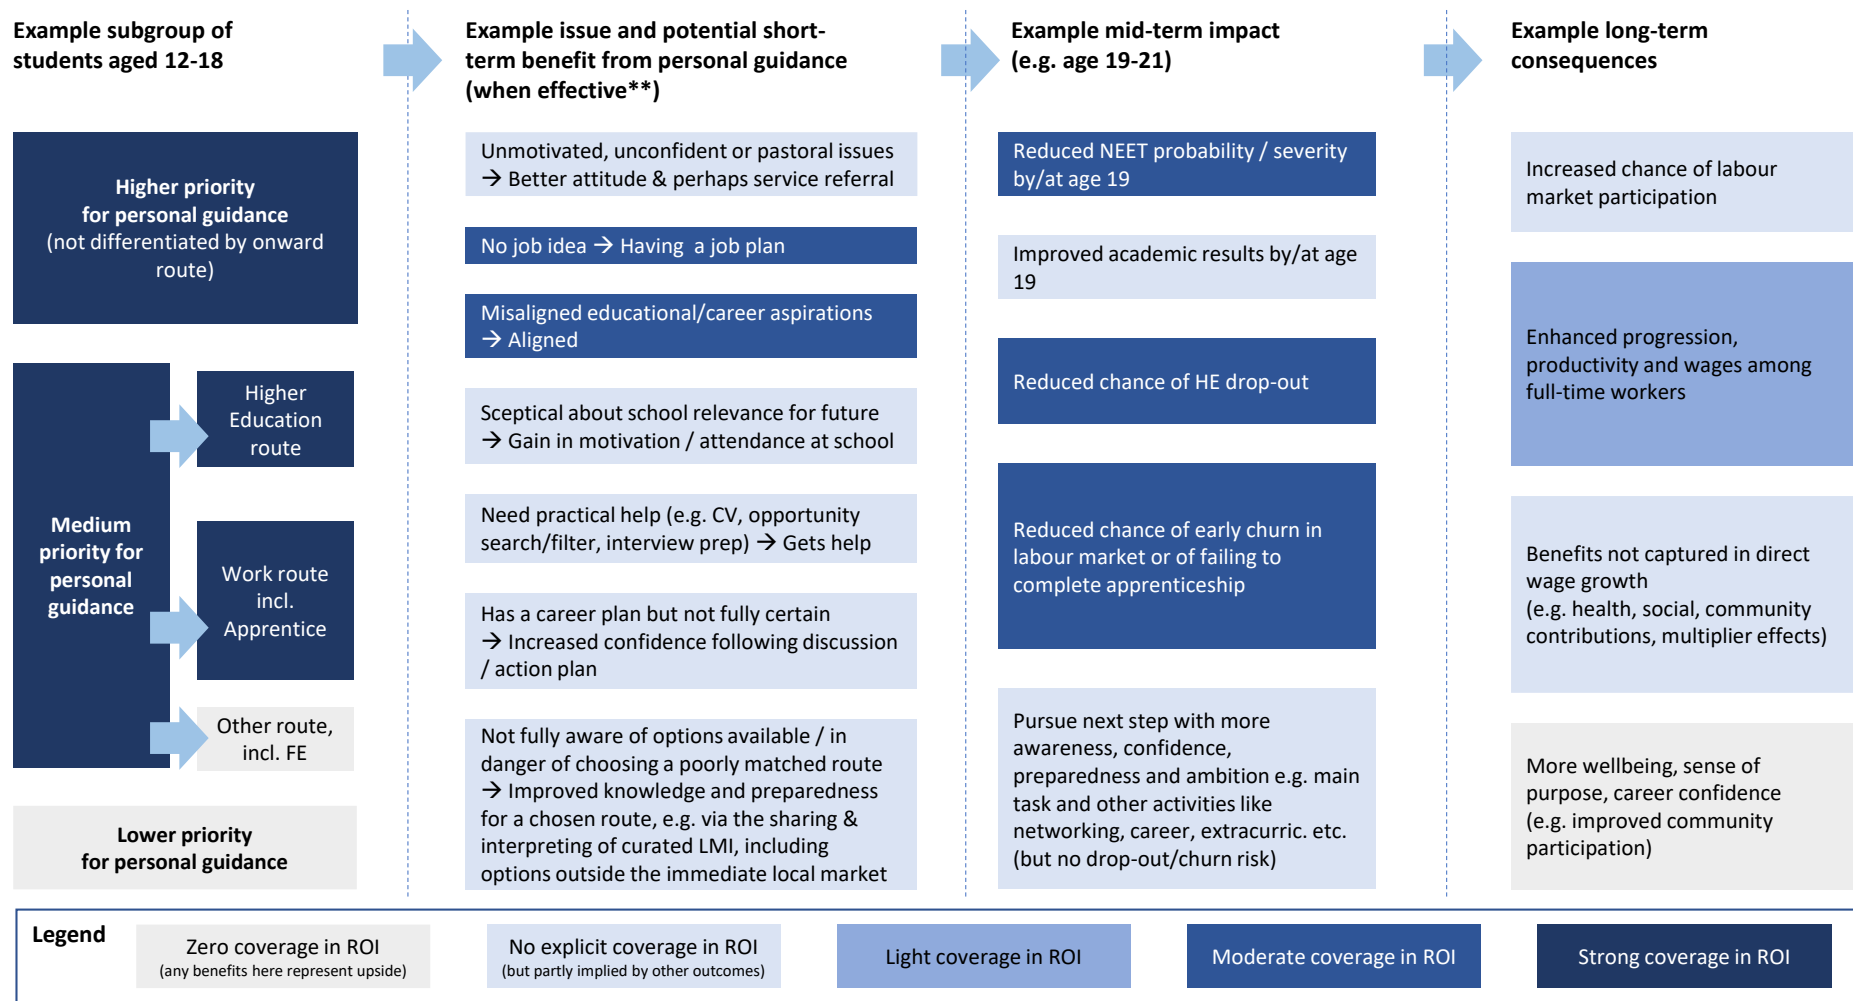 Example subgroup of
students aged 12-18
Example issue and potential short-
term benefit from personal guidance
(when effective**)
Example mid-term impact
(e.g. age 19-21)
Example long-term
consequences
Higher priority
for personal guidance
(not differentiated by onward
route)
Medium
priority for
personal
guidance
Higher
Education
route
Work route
incl.
Apprentice
Other route,
incl. FE
Lower priority
for personal guidance
Unmotivated, unconfident or pastoral issues
→ Better attitude & perhaps service referral
No job idea → Having a job plan
Misaligned educational/career aspirations
→ Aligned
Sceptical about school relevance for future
→ Gain in motivation / attendance at school
Need practical help (e.g. CV, opportunity
search/filter, interview prep) → Gets help
Has a career plan but not fully certain
→ Increased confidence following discussion
/ action plan
Not fully aware of options available / in
danger of choosing a poorly matched route
→ Improved knowledge and preparedness
for a chosen route, e.g. via the sharing &
interpreting of curated LMI, including
options outside the immediate local market
Reduced NEET probability / severity
by/at age 19
Improved academic results by/at age
19
Reduced chance of HE drop-out
Reduced chance of early churn in
labour market or of failing to
complete apprenticeship
Pursue next step with more
awareness, confidence,
preparedness and ambition e.g. main
task and other activities like
networking, career, extracurric. etc.
(but no drop-out/churn risk)
Increased chance of labour
market participation
Enhanced progression,
productivity and wages among
full-time workers
Benefits not captured in direct
wage growth
(e.g. health, social, community
contributions, multiplier effects)
More wellbeing, sense of
purpose, career confidence
(e.g. improved community
participation)
Legend
Zero coverage in ROI
(any benefits here represent upside)
No explicit coverage in ROI
(but partly implied by other outcomes)
Light coverage in ROI
Moderate coverage in ROI
Strong coverage in ROI